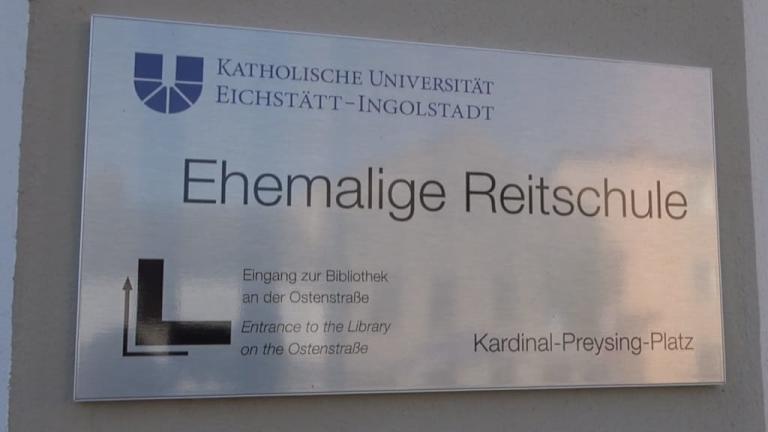 Katholische Universität
Eichstätt-Ingolstadt
Ehemalige Reitschule
Eingang zur Bibliothek
an der Ostenstraße
Entrance to the Library
on the Ostenstraße
Kardinal-Preysing-Platz